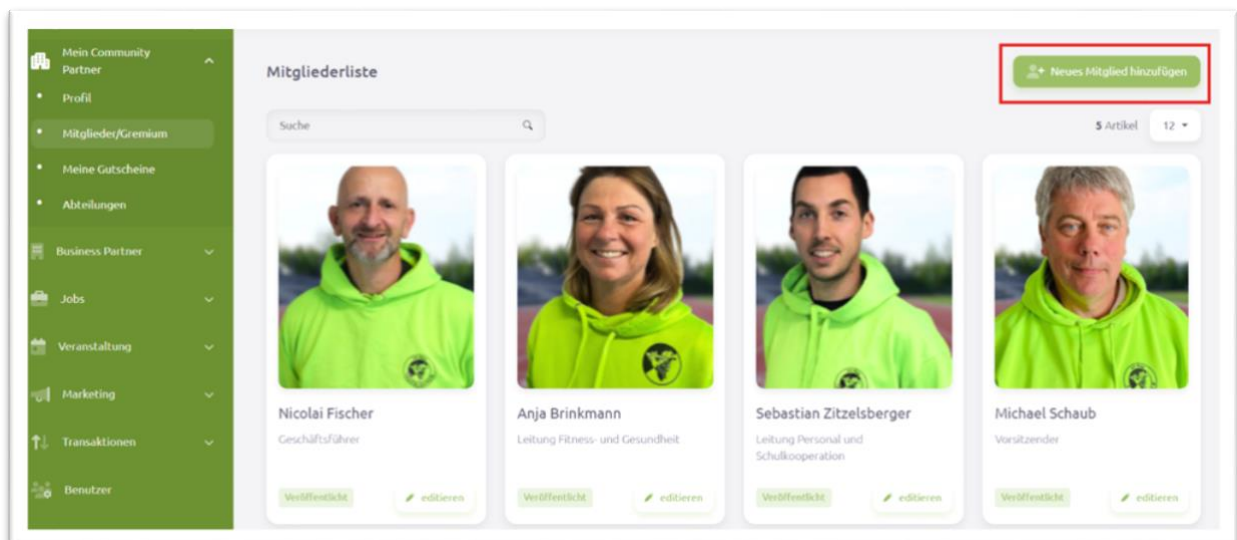 Mein Community
Partner
Profil
Mitglieder/Gremium
Meine Gutscheine
Abteilungen
Business Partner
Jobs
Veranstaltung
Marketing
Transaktionen
Benutzer
Mitgliederliste
Neues Mitglied hinzufügen
Suche
5 Artikel
12
Nicolai Fischer
Geschäftsführer
Veröffentlicht
editieren
Anja Brinkmann
Leitung Fitness- und Gesundheit
Veröffentlicht
editieren
Sebastian Zitzelsberger
Leitung Personal und
Schulkooperation
Veröffentlicht
editieren
Michael Schaub
Vorsitzender
Veröffentlicht
editieren